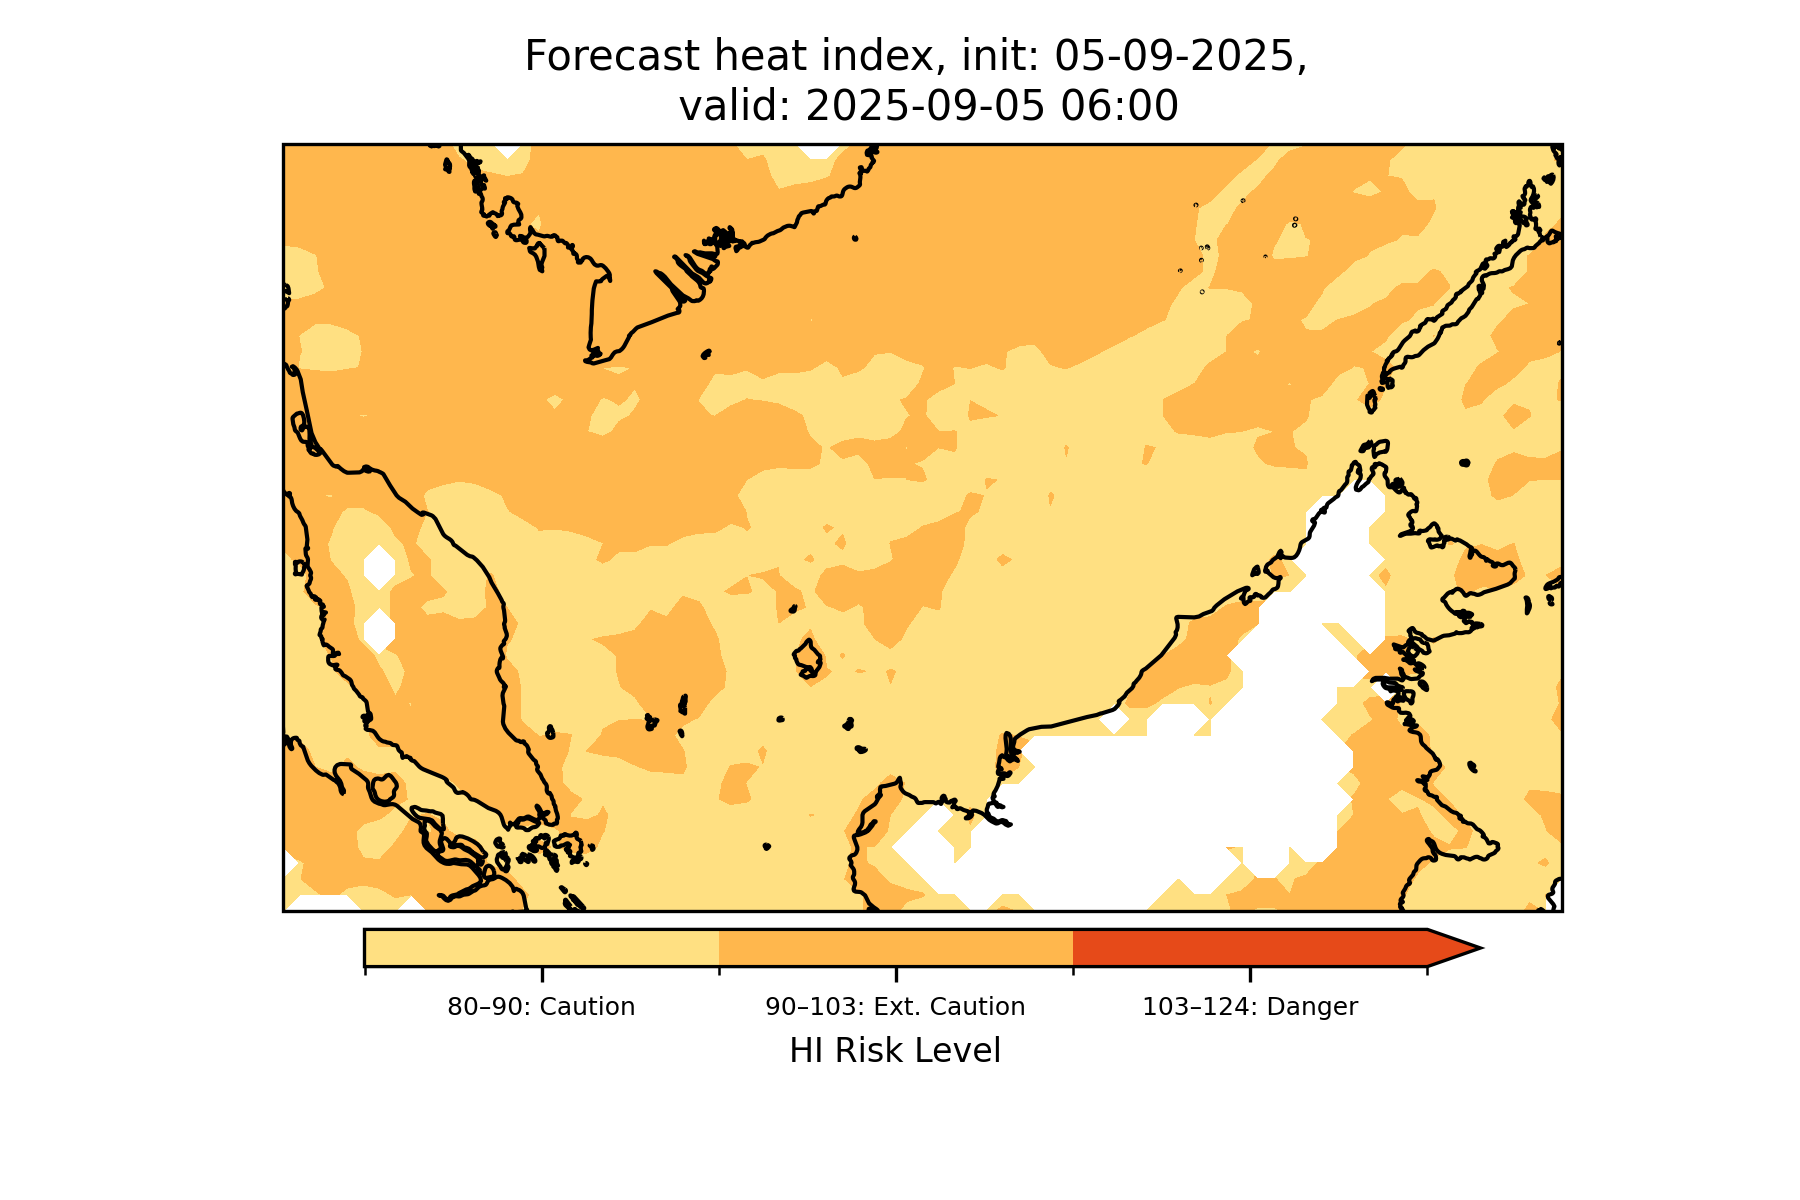 Forecast heat index, init: 05-09-2025,
valid: 2025-09-05 06:00
80–90: Caution
90–103: Ext. Caution
103–124: Danger
HI Risk Level